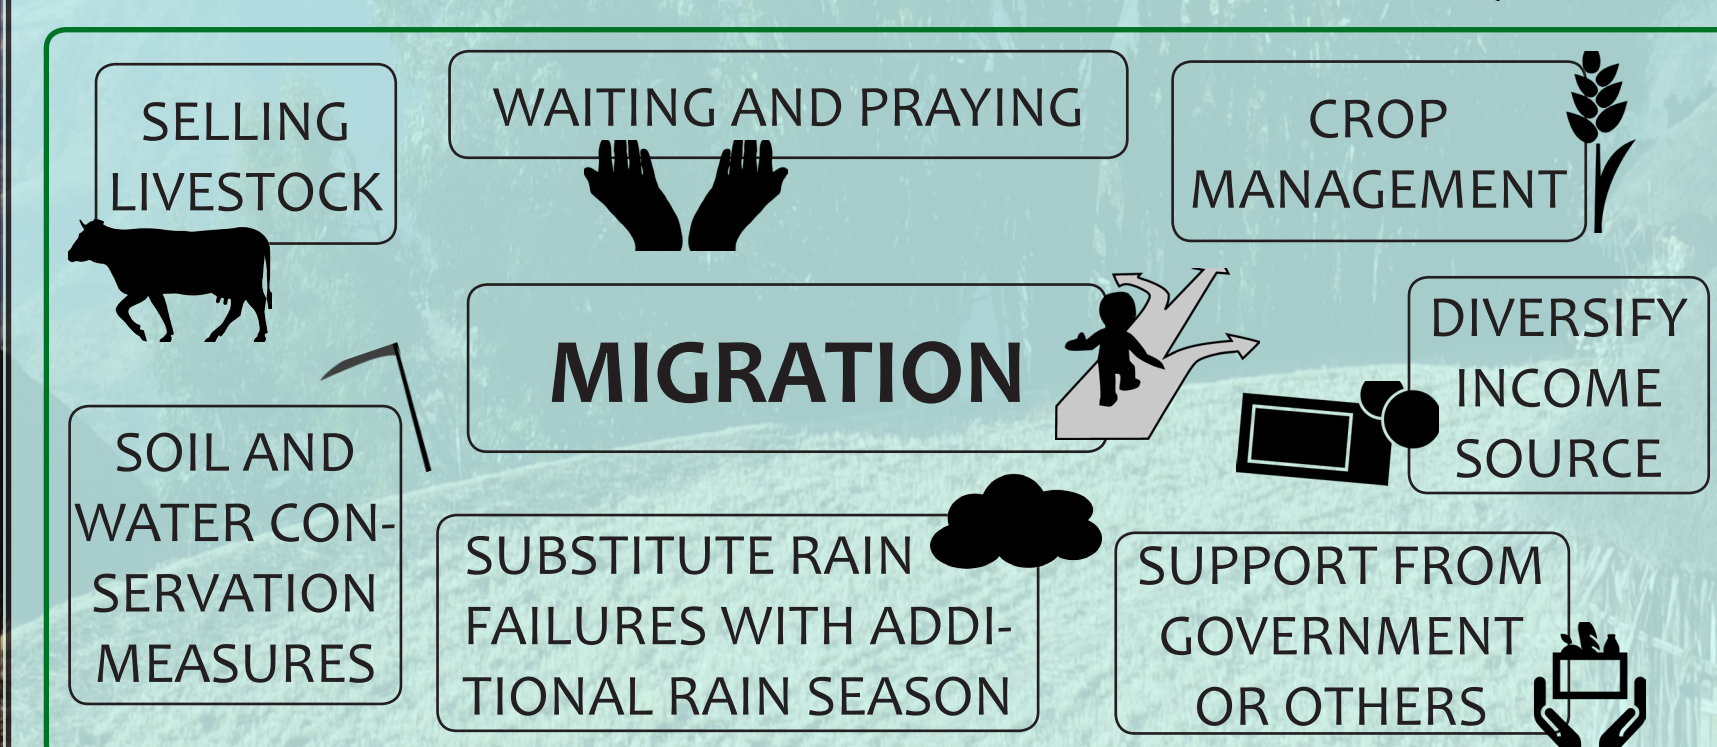 SELLING
LIVESTOCK
WAITING AND PRAYING
CROP
MANAGEMENT
MIGRATION
DIVERSIFY
INCOME
SOURCE
SOIL AND
WATER CON-
SERVATION
MEASURES
SUBSTITUTE RAIN
FAILURES WITH ADDI-
TIONAL RAIN SEASON
SUPPORT FROM
GOVERNMENT
OR OTHERS